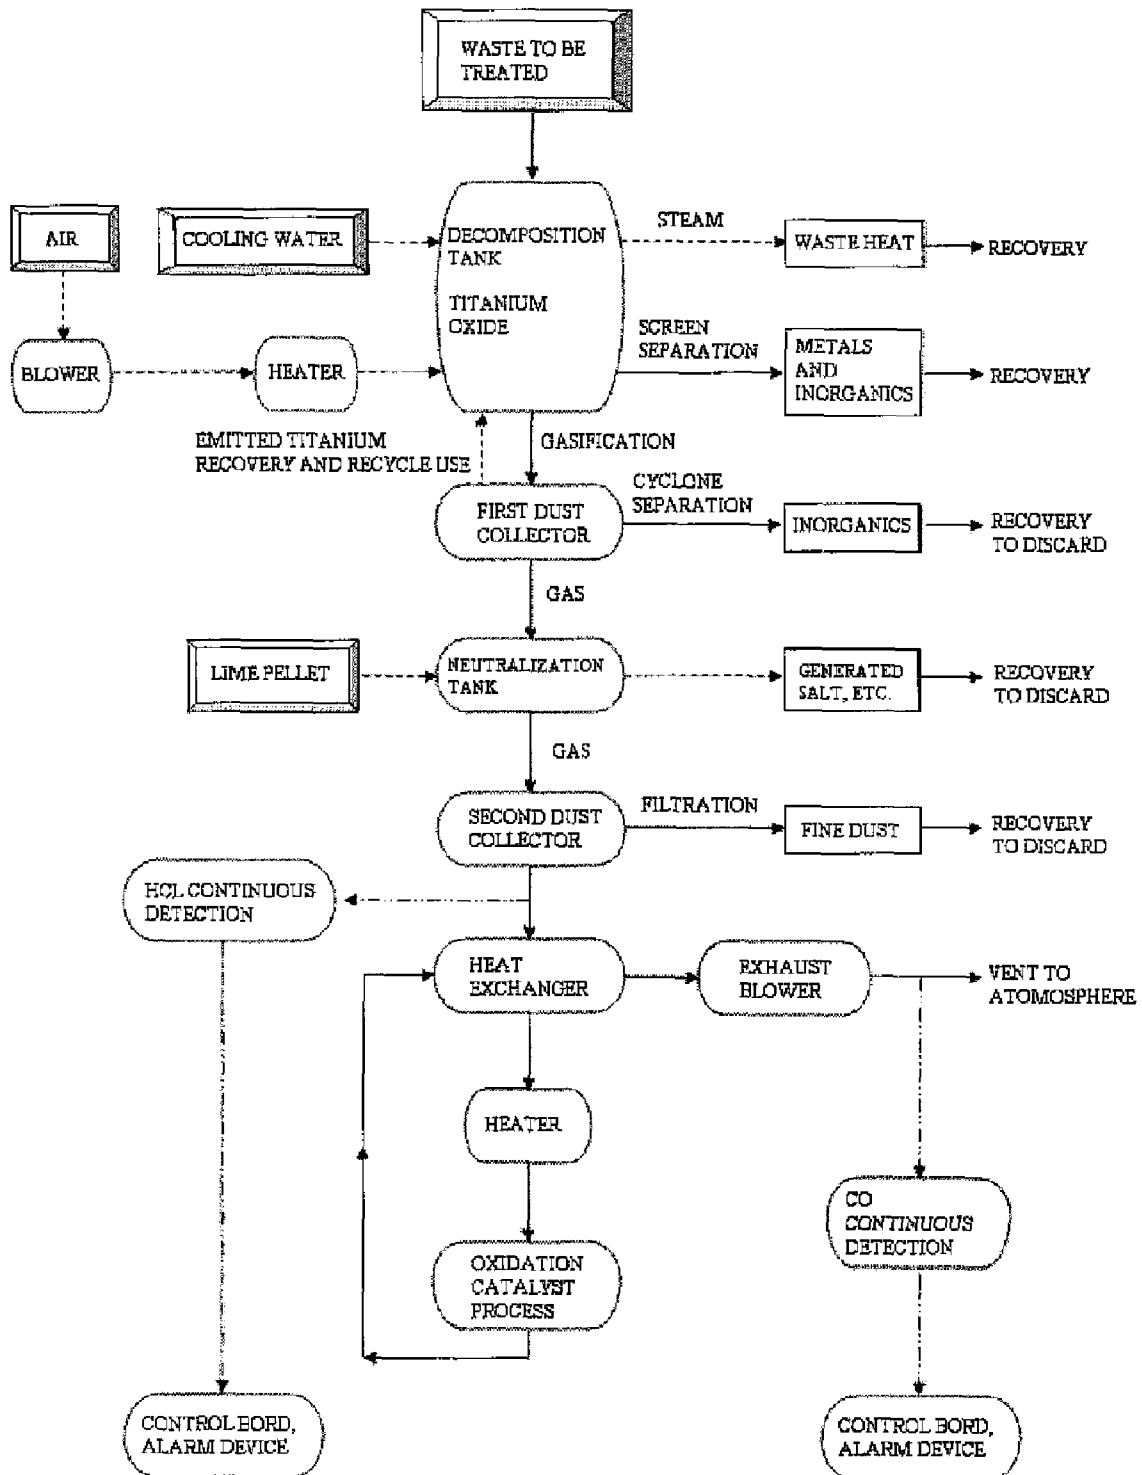 WASTE TO BE
TREATED
AIR
COOLING WATER
DECOMPOSITION
TANK
TITANIUM
OXIDE
STEAM
WASTE HEAT
RECOVERY
BLOWER
HEATER
SCREEN
SEPARATION
METALS
AND
INORGANICS
RECOVERY
EMITTED TITANIUM
RECOVERY AND RECYCLE USE
GASIFICATION
FIRST DUST
COLLECTOR
CYCLONE
SEPARATION
INORGANICS
RECOVERY
TO DISCARD
GAS
LIME PELLET
NEUTRALIZATION
TANK
GENERATED
SALT, ETC.
RECOVERY
TO DISCARD
GAS
SECOND DUST
COLLECTOR
FILTRATION
FINE DUST
RECOVERY
TO DISCARD
HCL CONTINUOUS
DETECTION
HEAT
EXCHANGER
EXHAUST
BLOWER
VENT TO
ATOMOSPHERE
HEATER
CO
CONTINUOUS
DETECTION
OXIDATION
CATALYST
PROCESS
CONTROL BORD,
ALARM DEVICE
CONTROL BORD,
ALARM DEVICE